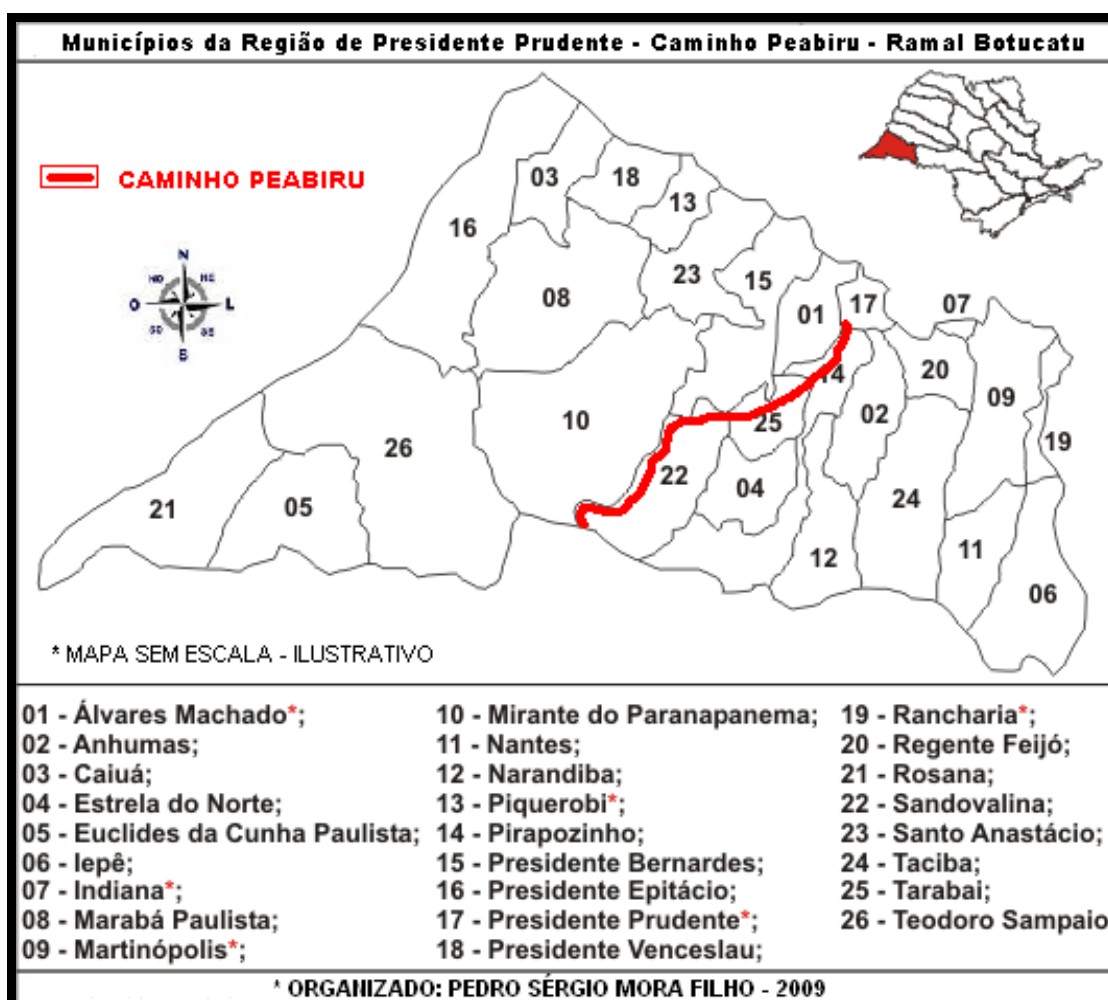 Municípios da Região de Presidente Prudente - Caminho Peabiru - Ramal Botucatu
CAMINHO PEABIRU
N
NO
NE
O
L
SO
SE
S
03
18
13
16
23
15
08
01
17
07
14
20
09
10
25
02
19
26
22
04
24
21
05
12
11
06
* MAPA SEM ESCALA - ILUSTRATIVO
01 - Álvares Machado*;
02 - Anhumas;
03 - Caiuá;
04 - Estrela do Norte;
05 - Euclides da Cunha Paulista;
06 - Iepê;
07 - Indiana*;
08 - Marabá Paulista;
09 - Martinópolis*;
10 - Mirante do Paranapanema;
11 - Nantes;
12 - Narandiba;
13 - Piquerobi*;
14 - Pirapozinho;
15 - Presidente Bernardes;
16 - Presidente Epitácio;
17 - Presidente Prudente*;
18 - Presidente Venceslau;
19 - Rancharia*;
20 - Regente Feijó;
21 - Rosana;
22 - Sandovalina;
23 - Santo Anastácio;
24 - Taciba;
25 - Tarabai;
26 - Teodoro Sampaio
* ORGANIZADO: PEDRO SÉRGIO MORA FILHO - 2009